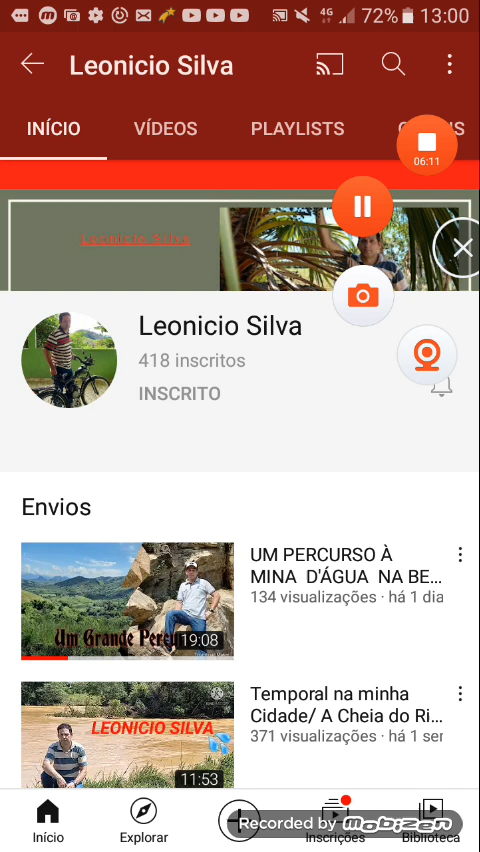 4G 72% 13:00
Leonicio Silva
INÍCIO VÍDEOS PLAYLISTS
06:11
Leonicio Silva
Leonicio Silva
418 inscritos
INSCRITO
Envios
UM PERCURSO À
MINA D'ÁGUA NA BE...
134 visualizações · há 1 dia
Um Grande
19:08
Temporal na minha
Cidade/ A Cheia do Ri...
371 visualizações · há 1
LEONICIO SILVA
11:53
Início Explorar Inscrições Biblioteca
Recorded by mobizen